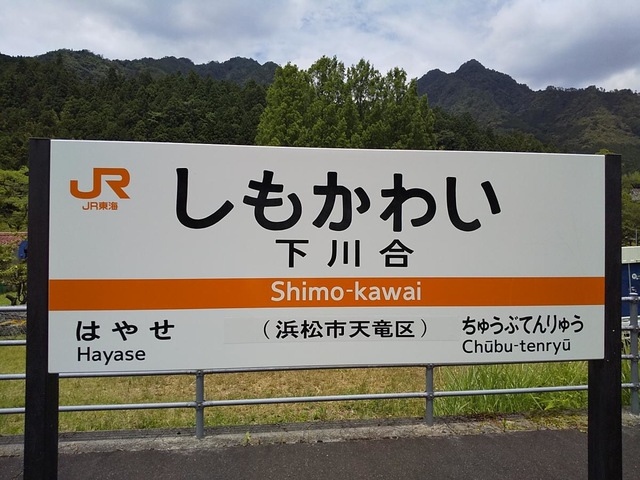 JR
JR東海
しもかわい
下川合
Shimo-kawai
はやせ
Hayase
（浜松市天竜区）
ちゅうぶてんりゅう
Chūbu-tenryū